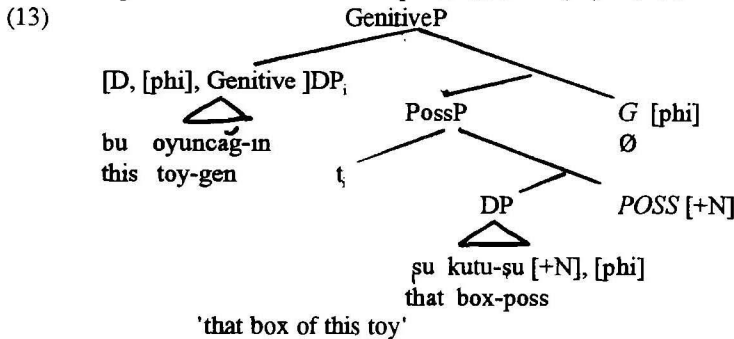 (13) GenitiveP
[D, [phi], Genitive ]DPi
PossP G [phi]
bu oyuncağ-ın Ø
this toy-gen ti
DP POSS [+N]
şu kutu-şu [+N], [phi]
that box-poss
'that box of this toy'